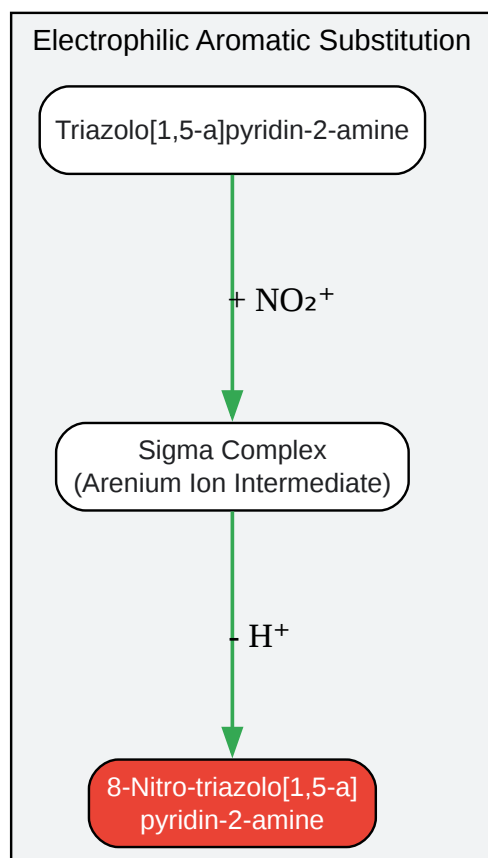 Electrophilic Aromatic Substitution
Triazolo[1,5-a]pyridin-2-amine
+ NO₂⁺
Sigma Complex
(Arenium Ion Intermediate)
- H⁺
8-Nitro-triazolo[1,5-a]
pyridin-2-amine